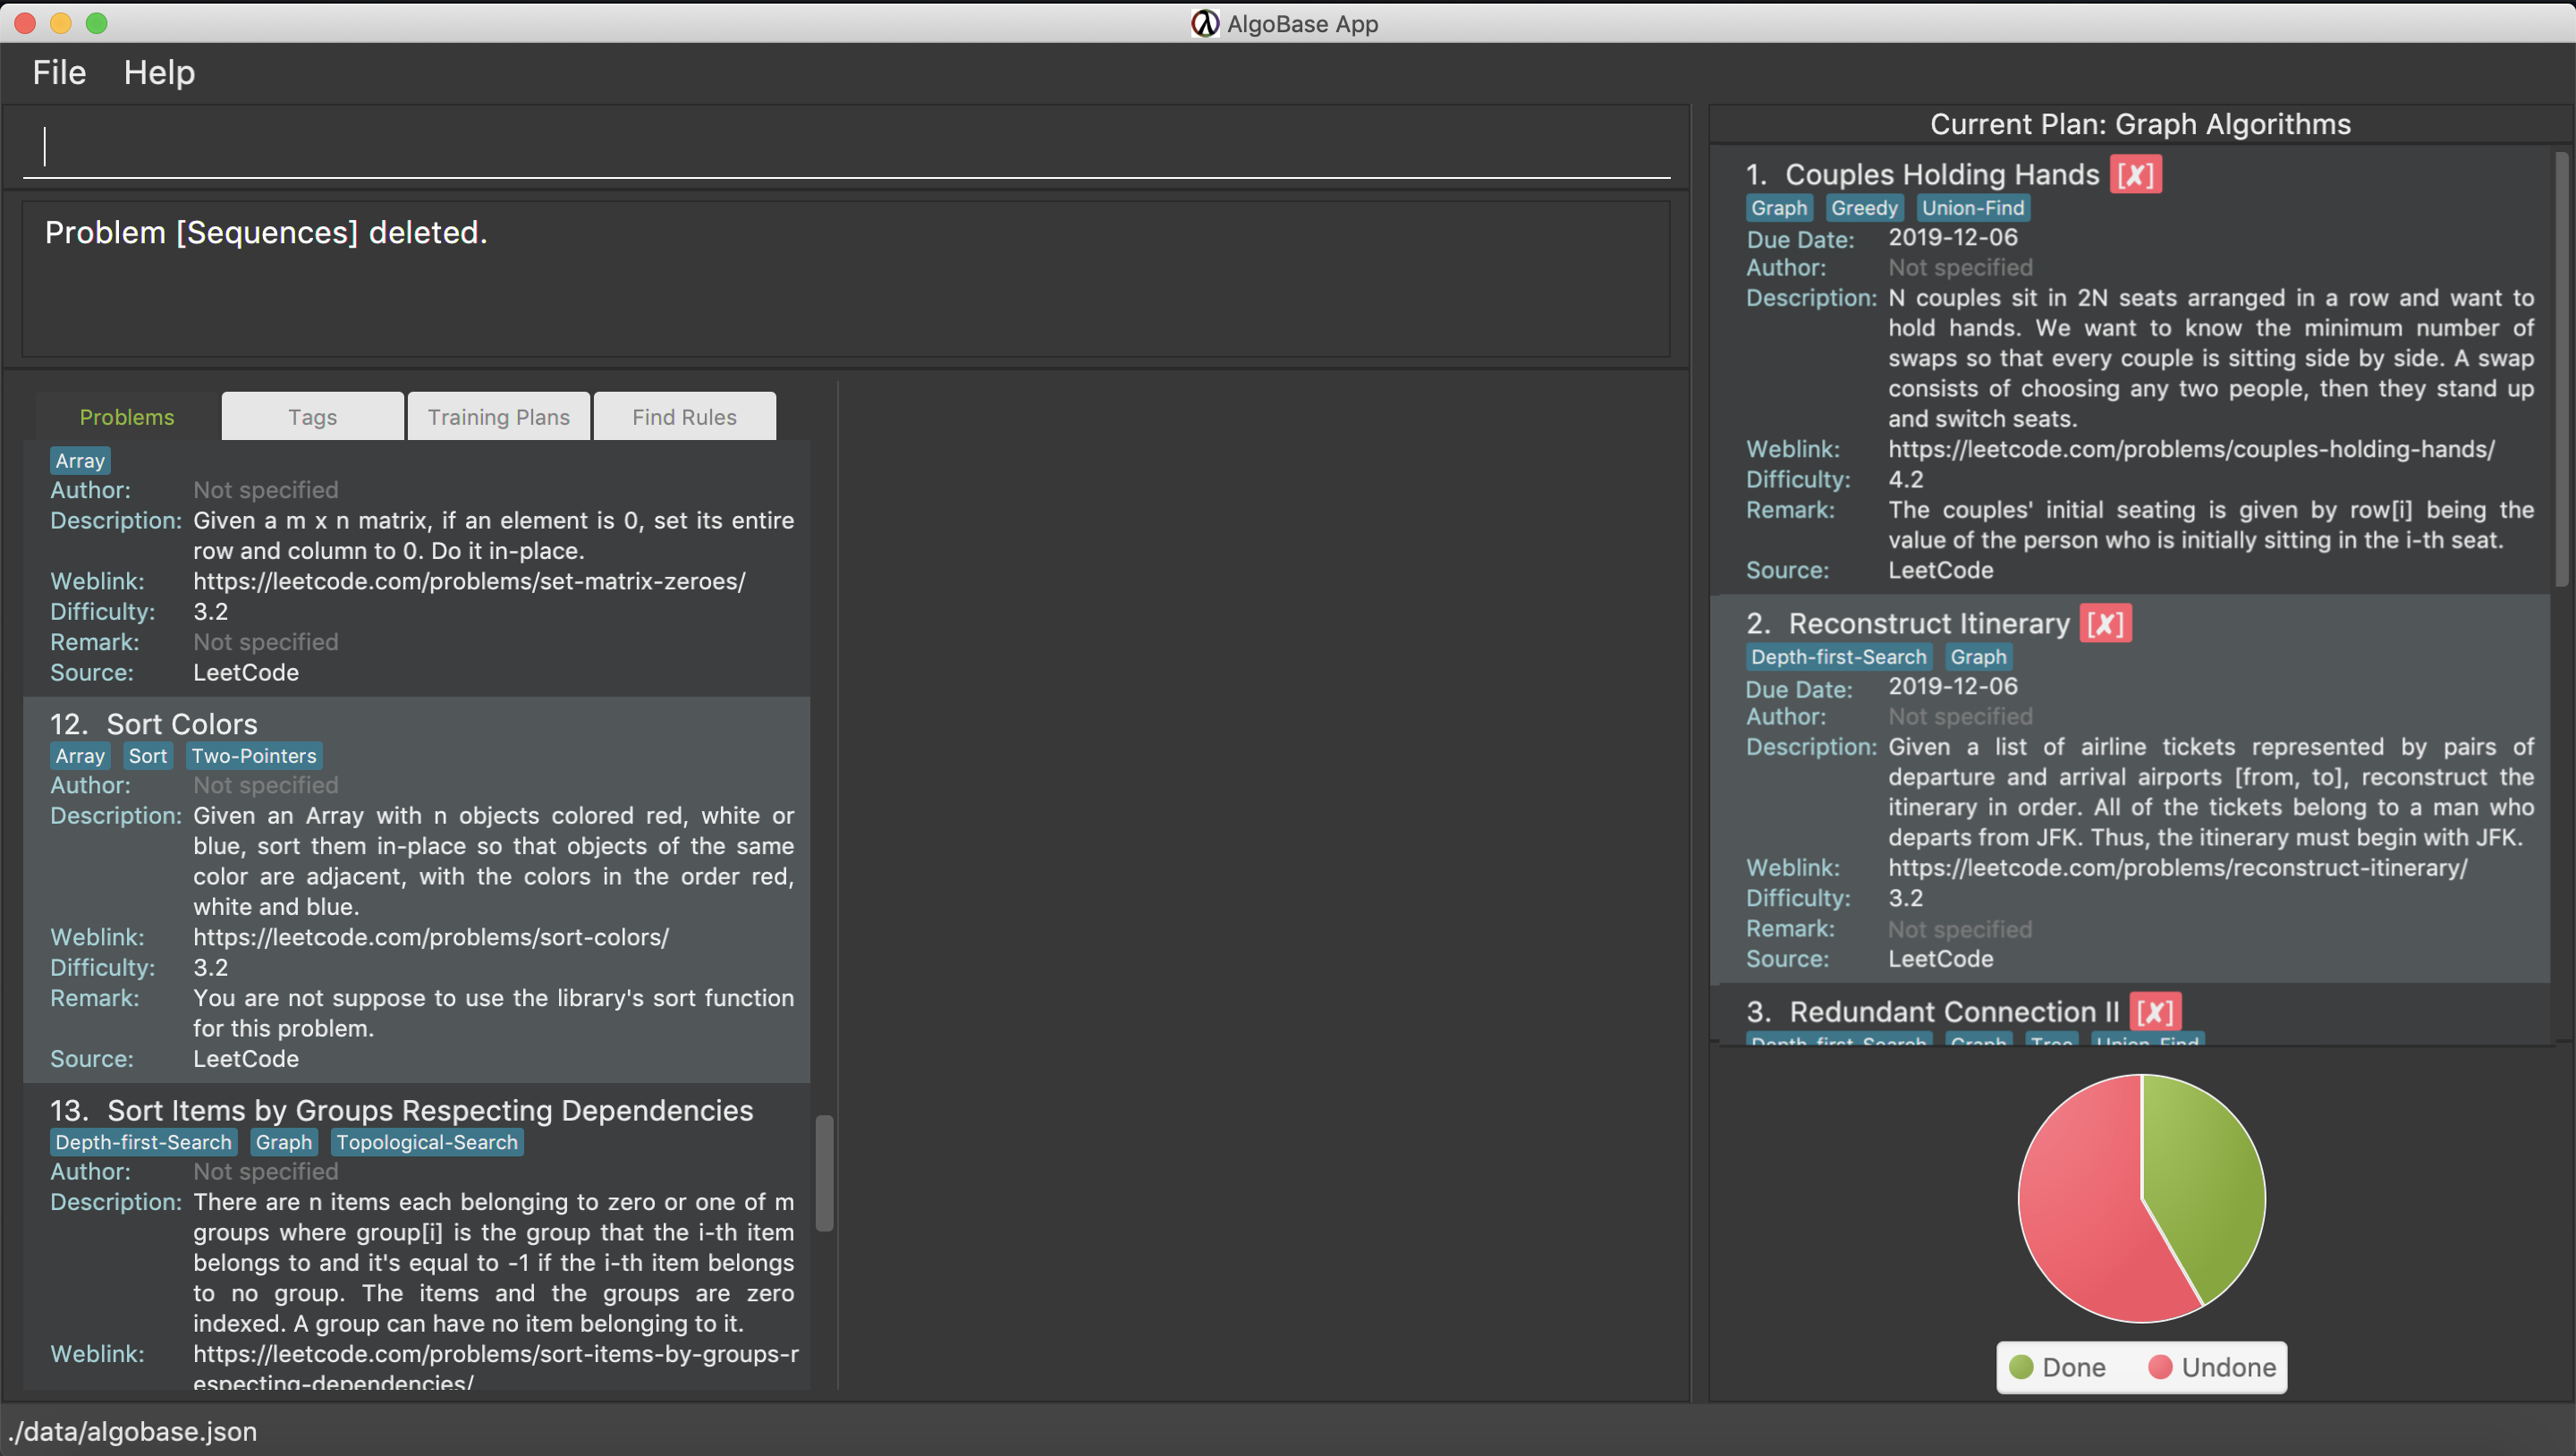 AlgoBase App
File Help
Problem [Sequences] deleted.
Problems Tags Training Plans Find Rules
Array
Author: Not specified
Description: Given a m x n matrix, if an element is 0, set its entire
row and column to 0. Do it in-place.
Weblink: https://leetcode.com/problems/set-matrix-zeroes/
Difficulty: 3.2
Remark: Not specified
Source: LeetCode
12. Sort Colors
Array Sort Two-Pointers
Author: Not specified
Description: Given an Array with n objects colored red, white or
blue, sort them in-place so that objects of the same
color are adjacent, with the colors in the order red,
white and blue.
Weblink: https://leetcode.com/problems/sort-colors/
Difficulty: 3.2
Remark: You are not suppose to use the library's sort function
for this problem.
Source: LeetCode
13. Sort Items by Groups Respecting Dependencies
Depth-first-Search Graph Topological-Search
Author: Not specified
Description: There are n items each belonging to zero or one of m
groups where group[i] is the group that the i-th item
belongs to and it's equal to -1 if the i-th item belongs
to no group. The items and the groups are zero
indexed. A group can have no item belonging to it.
Weblink: https://leetcode.com/problems/sort-items-by-groups-r
especting-dependencies/
Current Plan: Graph Algorithms
1. Couples Holding Hands [✗]
Graph Greedy Union-Find
Due Date: 2019-12-06
Author: Not specified
Description: N couples sit in 2N seats arranged in a row and want to
hold hands. We want to know the minimum number of
swaps so that every couple is sitting side by side. A swap
consists of choosing any two people, then they stand up
and switch seats.
Weblink: https://leetcode.com/problems/couples-holding-hands/
Difficulty: 4.2
Remark: The couples' initial seating is given by row[i] being the
value of the person who is initially sitting in the i-th seat.
Source: LeetCode
2. Reconstruct Itinerary [✗]
Depth-first-Search Graph
Due Date: 2019-12-06
Author: Not specified
Description: Given a list of airline tickets represented by pairs of
departure and arrival airports [from, to], reconstruct the
itinerary in order. All of the tickets belong to a man who
departs from JFK. Thus, the itinerary must begin with JFK.
Weblink: https://leetcode.com/problems/reconstruct-itinerary/
Difficulty: 3.2
Remark: Not specified
Source: LeetCode
3. Redundant Connection II [✗]
Depth-first-Search Graph Tree Union-Find
Done Undone
./data/algobase.json